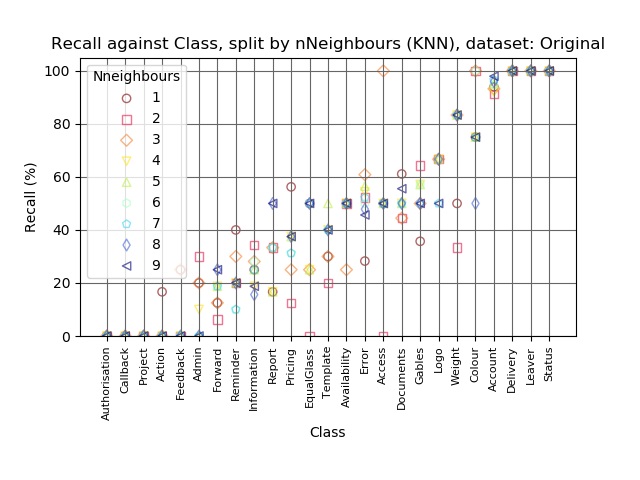 Recall against Class, split by nNeighbours (KNN), dataset: Original
Recall (%)
100
80
60
40
20
0
Nneighbours
1
2
3
4
5
6
7
8
9
Authorisation
Callback
Project
Action
Feedback
Admin
Forward
Reminder
Information
Report
Pricing
EqualGlass
Template
Availability
Error
Access
Documents
Gables
Logo
Weight
Colour
Account
Delivery
Leaver
Status
Class